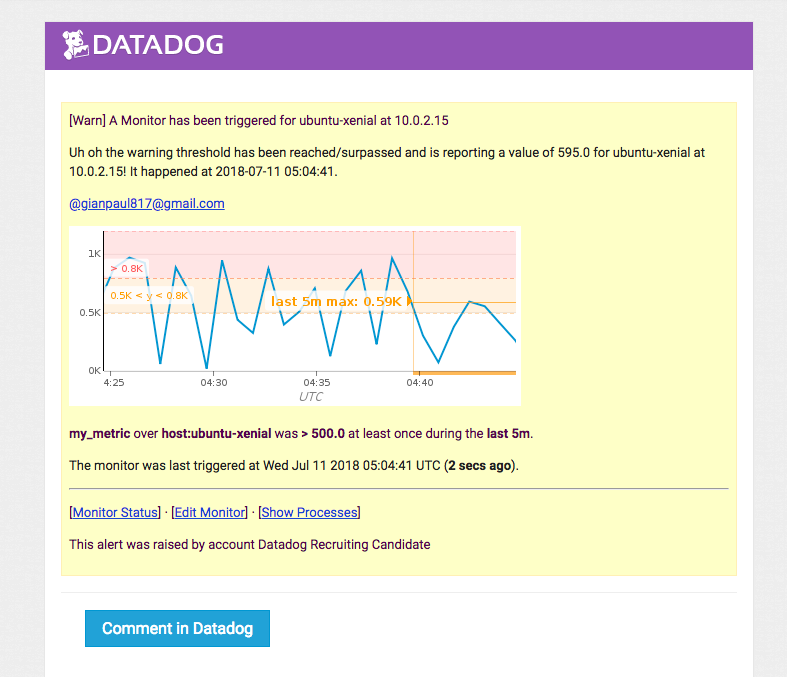 DATADOG
[Warn] A Monitor has been triggered for ubuntu-xenial at 10.0.2.15
Uh oh the warning threshold has been reached/surpassed and is reporting a value of 595.0 for ubuntu-xenial at
10.0.2.15! It happened at 2018-07-11 05:04:41.
@gianpaul817@gmail.com
1K
> 0.8K
0.5K < y < 0.8K
last 5m max: 0.59K
0.5K
0K
4:25 04:30 04:35 04:40
UTC
my_metric over host:ubuntu-xenial was > 500.0 at least once during the last 5m.
The monitor was last triggered at Wed Jul 11 2018 05:04:41 UTC (2 secs ago).
[Monitor Status] · [Edit Monitor] · [Show Processes]
This alert was raised by account Datadog Recruiting Candidate
Comment in Datadog